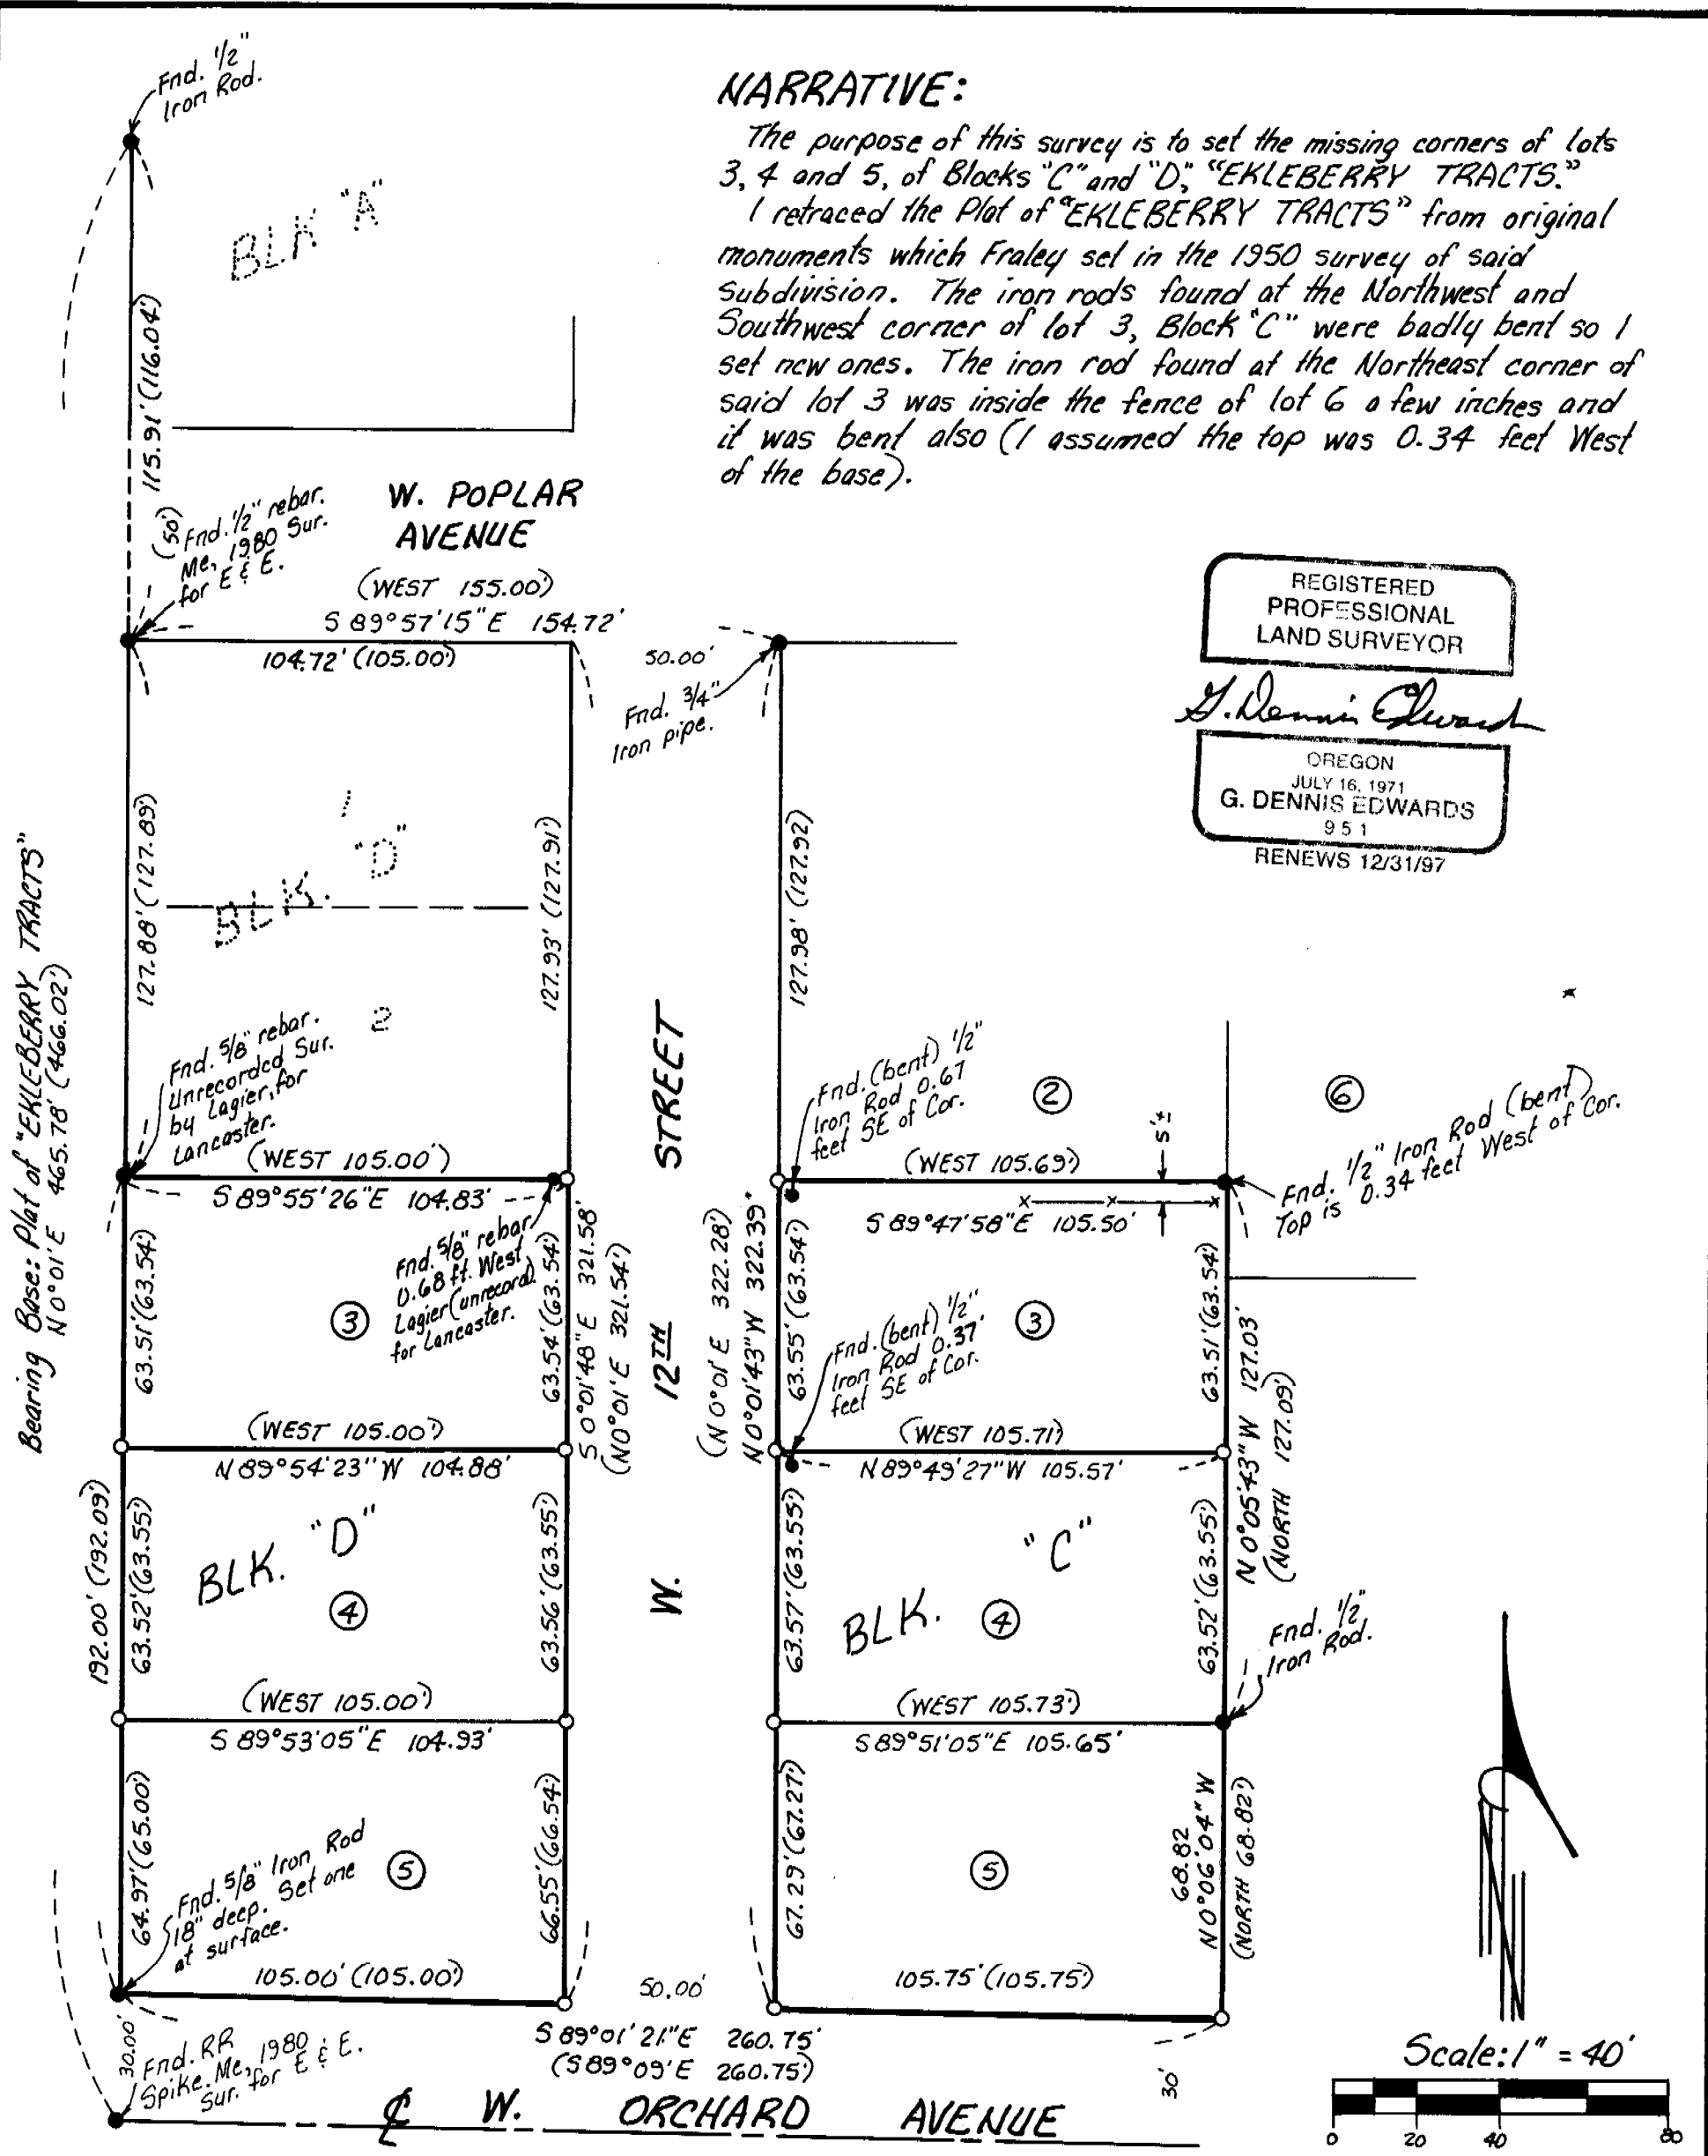 Fnd. 1/2"
Iron Rod.
BLK "A"
115.91' (116.04')
(50')
NARRATIVE:
The purpose of this survey is to set the missing corners of lots
3, 4 and 5, of Blocks "C" and "D", "EKLEBERRY TRACTS."
I retraced the Plat of "EKLEBERRY TRACTS" from original
monuments which Fraley set in the 1950 survey of said
Subdivision. The iron rods found at the Northwest and
Southwest corner of lot 3, Block "C" were badly bent so I
set new ones. The iron rod found at the Northeast corner of
said lot 3 was inside the fence of lot 6 a few inches and
it was bent also (I assumed the top was 0.34 feet West
of the base).
Fnd. 1/2" rebar.
Me, 1980 Sur.
for E & E.
W. POPLAR
AVENUE
(WEST 155.00')
S 89°57'15"E 154.72'
104.72' (105.00')
50.00'
Fnd. 3/4"
Iron pipe.
REGISTERED
PROFESSIONAL
LAND SURVEYOR
G. Dennis Edwards
OREGON
JULY 16, 1971
G. DENNIS EDWARDS
951
RENEWS 12/31/97
Bearing Base: Plat of "EKLEBERRY TRACTS"
N 0°01'E 465.78' (466.02')
127.88' (127.89')
1
BLK. "D"
2
127.93' (127.91')
127.98' (127.92')
Fnd. 5/8" rebar.
Unrecorded Sur.
by Lagier, for
Lancaster.
(WEST 105.00')
S 89°55'26"E 104.83'
Fnd. 5/8" rebar
0.68 ft. West
Lagier (unrecord)
for Lancaster.
63.51' (63.54')
3
63.54' (63.54')
S 0°01'48"E 321.58'
(N0°01'E 321.54')
W. 12TH STREET
(N 0°01'E 322.28')
N0°01'43"W 322.39'
Fnd. (bent) 1/2"
Iron Rod 0.67
feet SE of Cor.
2
6
5'±
(WEST 105.69')
S 89°47'58"E 105.50'
Fnd. 1/2" Iron Rod (bent)
Top is 0.34 feet West of Cor.
63.55' (63.54')
Fnd. (bent) 1/2"
Iron Rod 0.37'
feet SE of Cor.
3
63.51' (63.54')
N 0°05'43"W 127.03'
(NORTH 127.09')
(WEST 105.00')
N 89°54'23"W 104.88'
(WEST 105.71')
N 89°49'27"W 105.57'
192.00' (192.09')
63.52' (63.55')
BLK. "D"
4
63.56' (63.55')
63.57' (63.55')
BLK. "C"
4
63.52' (63.55')
Fnd. 1/2"
Iron Rod.
(WEST 105.00')
S 89°53'05"E 104.93'
(WEST 105.73')
S89°51'05"E 105.65'
64.97' (65.00')
Fnd. 5/8" Iron Rod
18" deep. Set one
at surface.
5
66.55' (66.54')
67.29' (67.27')
5
68.82
N0°06'04"W
(NORTH 68.82')
105.00' (105.00')
50.00'
105.75' (105.75')
30.00'
Fnd. RR
Spike. Me, 1980
Sur. for E & E.
S 89°01'21"E 260.75'
(S89°09'E 260.75')
30'
℄ W. ORCHARD AVENUE
Scale: 1" = 40'
0 20 40 80